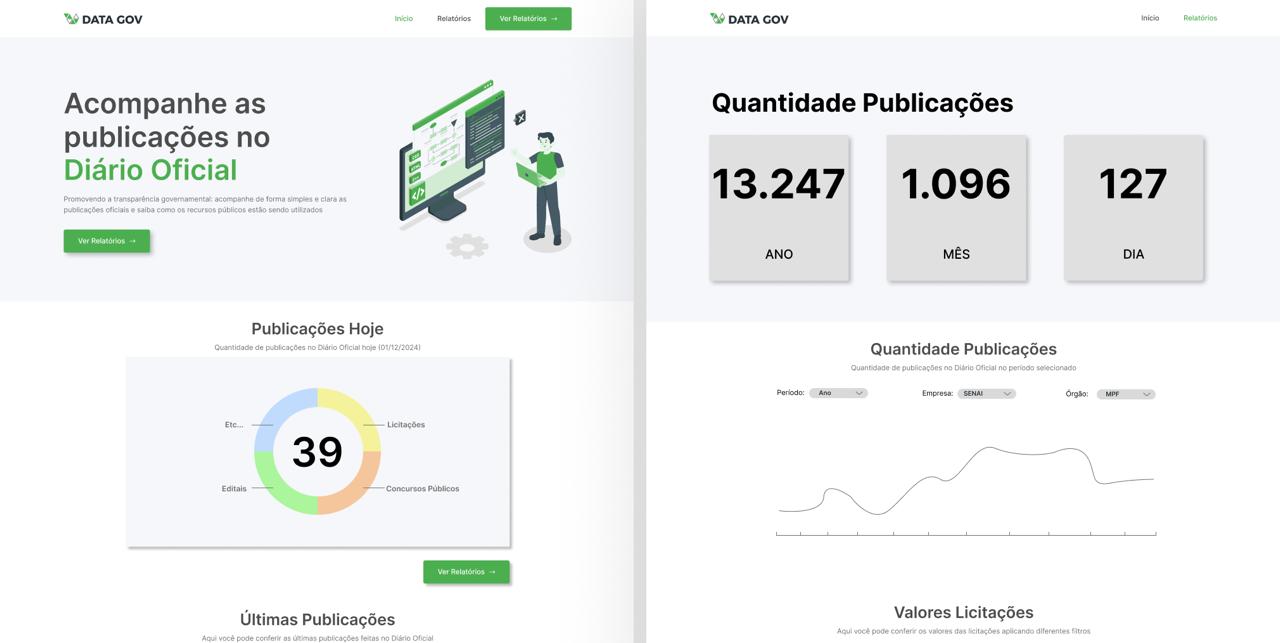 DATA GOV
Início
Relatórios
Ver Relatórios →
Acompanhe as
publicações no
Diário Oficial
Promovendo a transparência governamental: acompanhe de forma simples e clara as
publicações oficiais e saiba como os recursos públicos estão sendo utilizados
Ver Relatórios →
Publicações Hoje
Quantidade de publicações no Diário Oficial hoje (01/12/2024)
Etc...
Licitações
39
Editais
Concursos Públicos
Ver Relatórios →
Últimas Publicações
Aqui você pode conferir as últimas publicações feitas no Diário Oficial
DATA GOV
Início
Relatórios
Quantidade Publicações
13.247
ANO
1.096
MÊS
127
DIA
Quantidade Publicações
Quantidade de publicações no Diário Oficial no período selecionado
Período: Ano
Empresa: SENAI
Órgão: MPF
Valores Licitações
Aqui você pode conferir os valores das licitações aplicando diferentes filtros